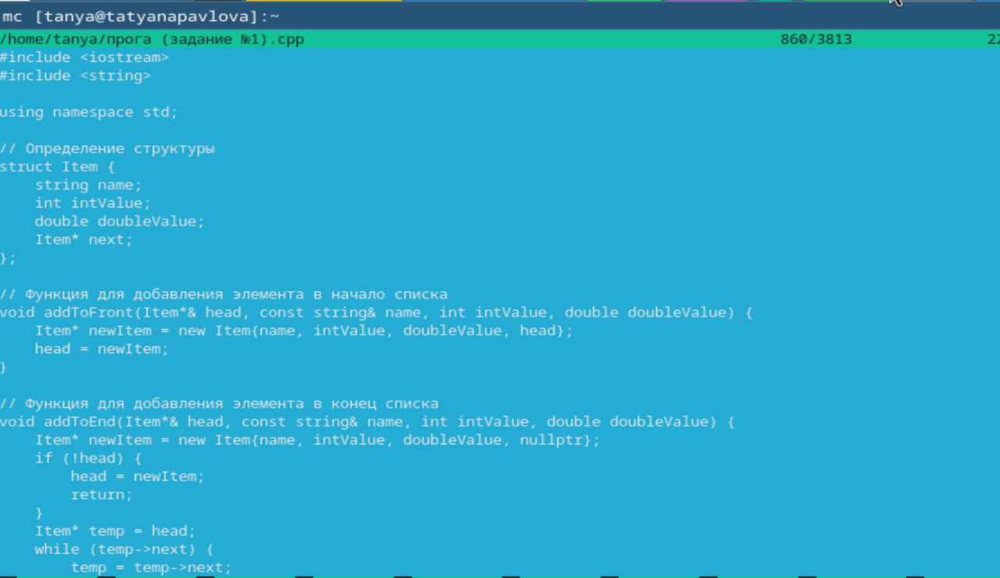 mc [tanya@tatyanapavlova]:~
/home/tanya/прога (задание №1).cpp 860/3813
#include <iostream>
#include <string>
using namespace std;
// Определение структуры
struct Item {
    string name;
    int intValue;
    double doubleValue;
    Item* next;
};
// Функция для добавления элемента в начало списка
void addToFront(Item*& head, const string& name, int intValue, double doubleValue) {
    Item* newItem = new Item{name, intValue, doubleValue, head};
    head = newItem;
}
// Функция для добавления элемента в конец списка
void addToEnd(Item*& head, const string& name, int intValue, double doubleValue) {
    Item* newItem = new Item{name, intValue, doubleValue, nullptr};
    if (!head) {
        head = newItem;
        return;
    }
    Item* temp = head;
    while (temp->next) {
        temp = temp->next;